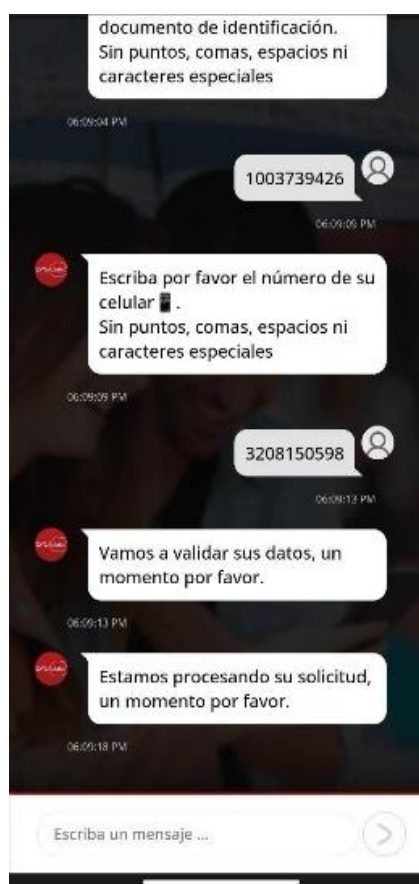 documento de identificación.
Sin puntos, comas, espacios ni
caracteres especiales
06:09:04 PM
1003739426
06:09:09 PM
Escriba por favor el número de su
celular📱.
Sin puntos, comas, espacios ni
caracteres especiales
06:09:09 PM
3208150598
06:09:13 PM
Vamos a validar sus datos, un
momento por favor.
06:09:13 PM
Estamos procesando su solicitud,
un momento por favor.
06:09:18 PM
Escriba un mensaje ...